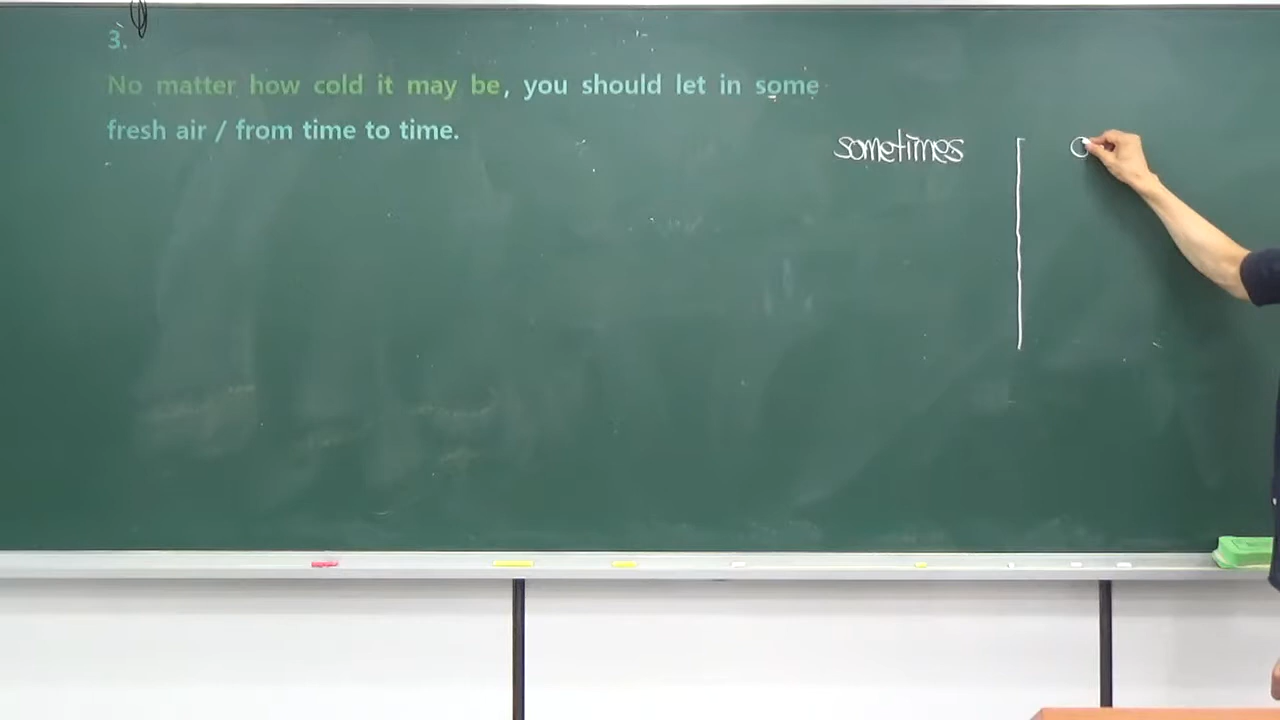 3.
No matter how cold it may be, you should let in some
fresh air / from time to time.
sometimes